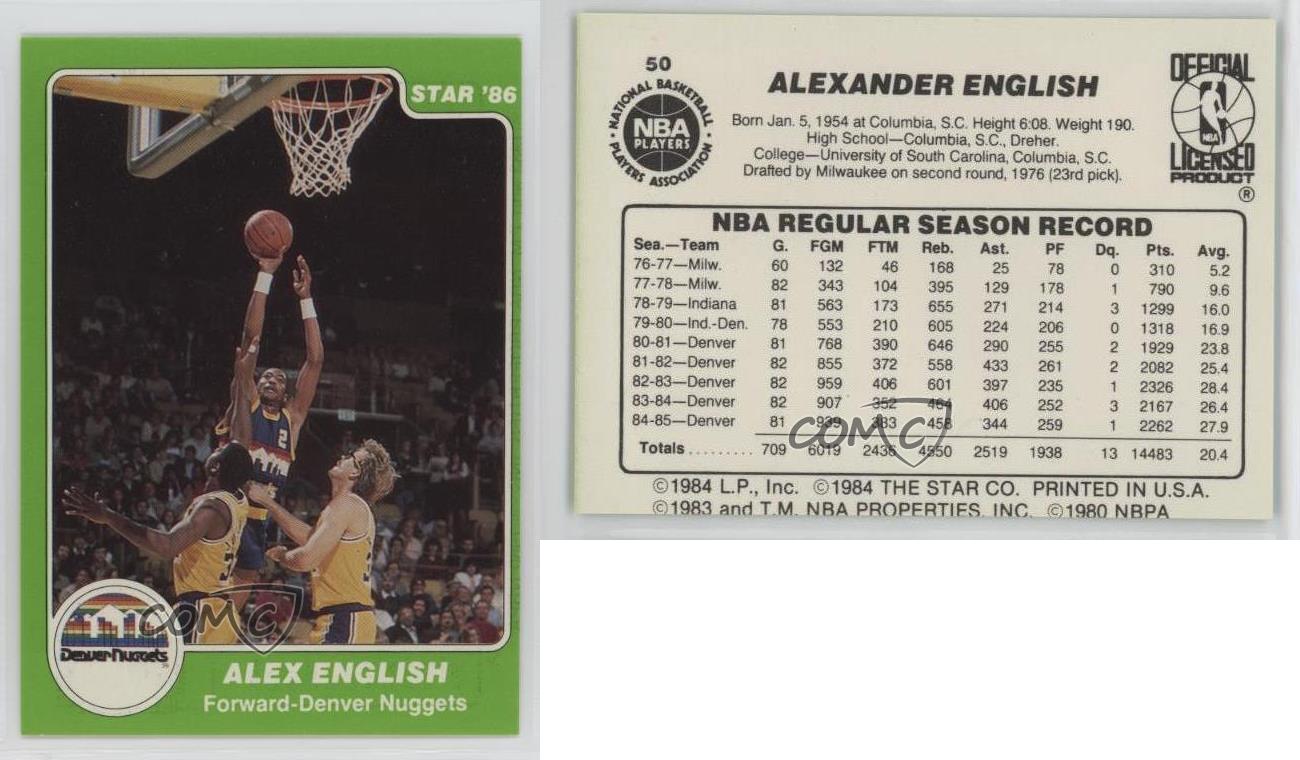 STAR '86
2
COMC
Denver Nuggets
ALEX ENGLISH
Forward-Denver Nuggets
50
NATIONAL BASKETBALL
NBA
PLAYERS
PLAYERS ASSOCIATION
ALEXANDER ENGLISH
Born Jan. 5, 1954 at Columbia, S.C. Height 6:08. Weight 190.
High School—Columbia, S.C., Dreher.
College—University of South Carolina, Columbia, S.C.
Drafted by Milwaukee on second round, 1976 (23rd pick).
OFFICIAL
NBA
LICENSED
PRODUCT
®
NBA REGULAR SEASON RECORD
Sea.—Team G. FGM FTM Reb. Ast. PF Dq. Pts. Avg.
76-77—Milw. 60 132 46 168 25 78 0 310 5.2
77-78—Milw. 82 343 104 395 129 178 1 790 9.6
78-79—Indiana 81 563 173 655 271 214 3 1299 16.0
79-80—Ind.-Den. 78 553 210 605 224 206 0 1318 16.9
80-81—Denver 81 768 390 646 290 255 2 1929 23.8
81-82—Denver 82 855 372 558 433 261 2 2082 25.4
82-83—Denver 82 959 406 601 397 235 1 2326 28.4
83-84—Denver 82 907 352 464 406 252 3 2167 26.4
84-85—Denver 81 939 383 458 344 259 1 2262 27.9
Totals ......... 709 6019 2436 4550 2519 1938 13 14483 20.4
COMC
©1984 L.P., Inc. ©1984 THE STAR CO. PRINTED IN U.S.A.
©1983 and T.M. NBA PROPERTIES, INC. ©1980 NBPA